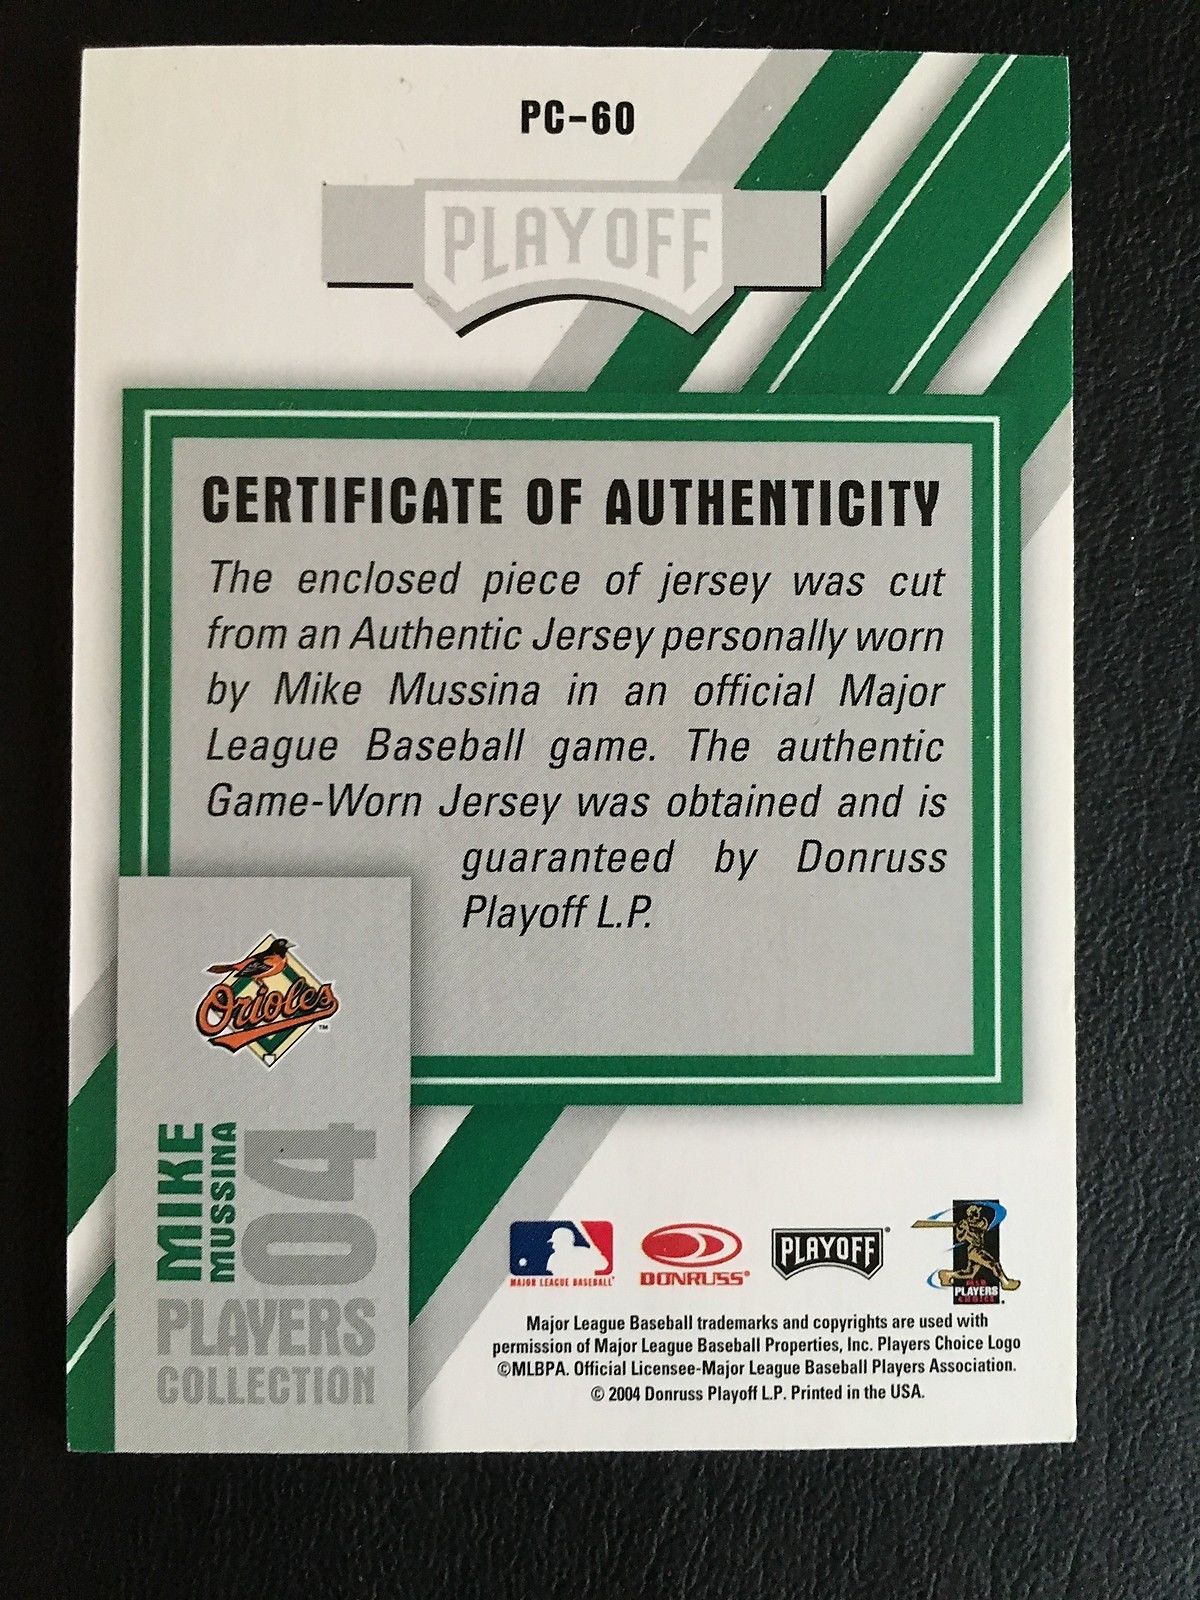 PC-60
PLAYOFF
CERTIFICATE OF AUTHENTICITY
The enclosed piece of jersey was cut
from an Authentic Jersey personally worn
by Mike Mussina in an official Major
League Baseball game. The authentic
Game-Worn Jersey was obtained and is
guaranteed by Donruss
Playoff L.P.
Orioles™
MIKE
MUSSINA
04
PLAYERS
COLLECTION
MAJOR LEAGUE BASEBALL®
DONRUSS®
PLAYOFF®
MLB
PLAYERS
CHOICE
Major League Baseball trademarks and copyrights are used with
permission of Major League Baseball Properties, Inc. Players Choice Logo
©MLBPA. Official Licensee-Major League Baseball Players Association.
© 2004 Donruss Playoff L.P. Printed in the USA.